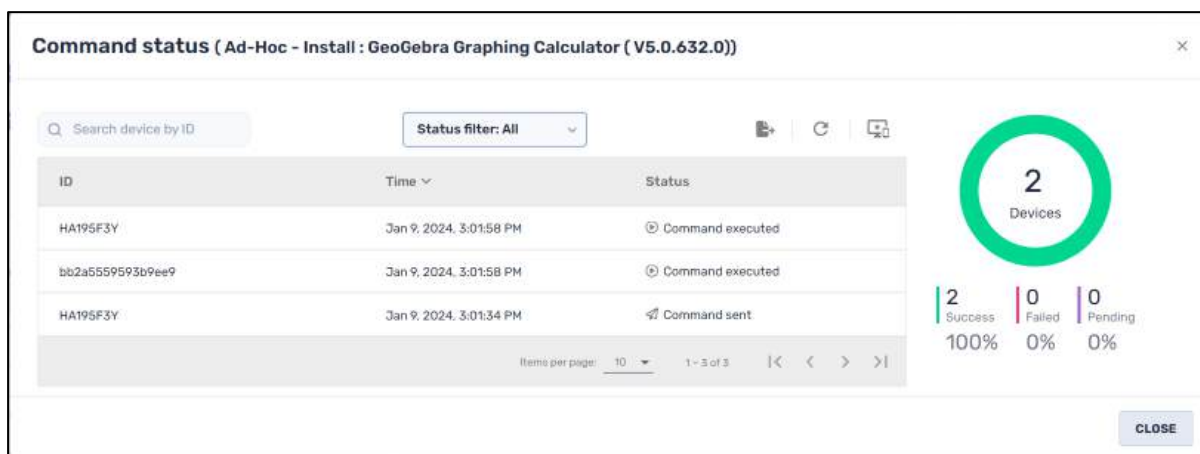 Command status ( Ad-Hoc - Install : GeoGebra Graphing Calculator ( V5.0.632.0))
Search device by ID
Status filter: All
ID Time Status
HA195F3Y Jan 9, 2024, 3:01:58 PM Command executed
bb2a5559593b9ee9 Jan 9, 2024, 3:01:58 PM Command executed
HA195F3Y Jan 9, 2024, 3:01:34 PM Command sent
Items per page: 10 1 – 3 of 3
2
Devices
2 0 0
Success Failed Pending
100% 0% 0%
CLOSE